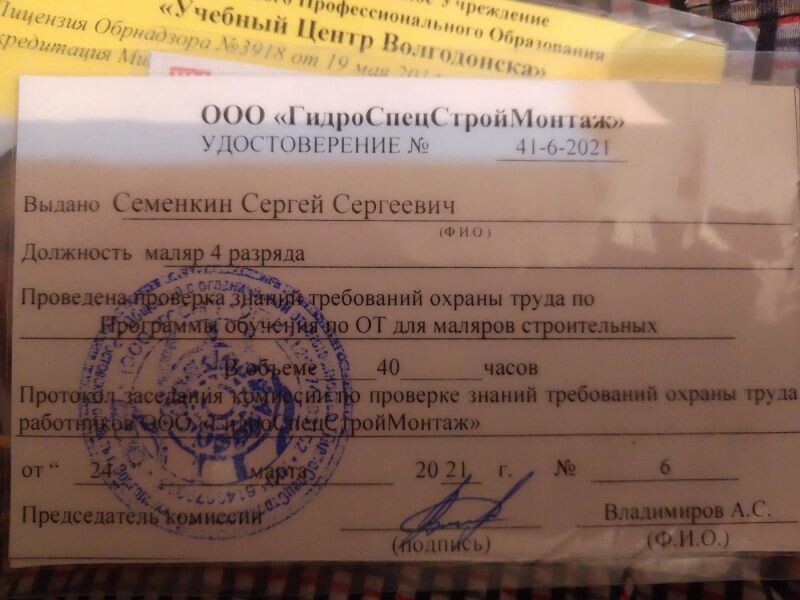 Учреждение
Профессионального Образования
«Учебный Центр Волгодонска»
Лицензия Обрнадзора №3918 от 19 мая
ООО «ГидроСпецСтройМонтаж»
УДОСТОВЕРЕНИЕ № 41-6-2021
Выдано Семенкин Сергей Сергеевич
(Ф И О )
Должность маляр 4 разряда
Проведена проверка знаний требований охраны труда по
Программы обучения по ОТ для маляров строительных
В объеме 40 часов
Протокол заседания комиссии по проверке знаний требований охраны труда
работников ООО «ГидроСпецСтройМонтаж»
от “ 24 марта 20 21 г. № 6
Председатель комиссии Владимиров А.С.
(подпись) (Ф.И.О.)